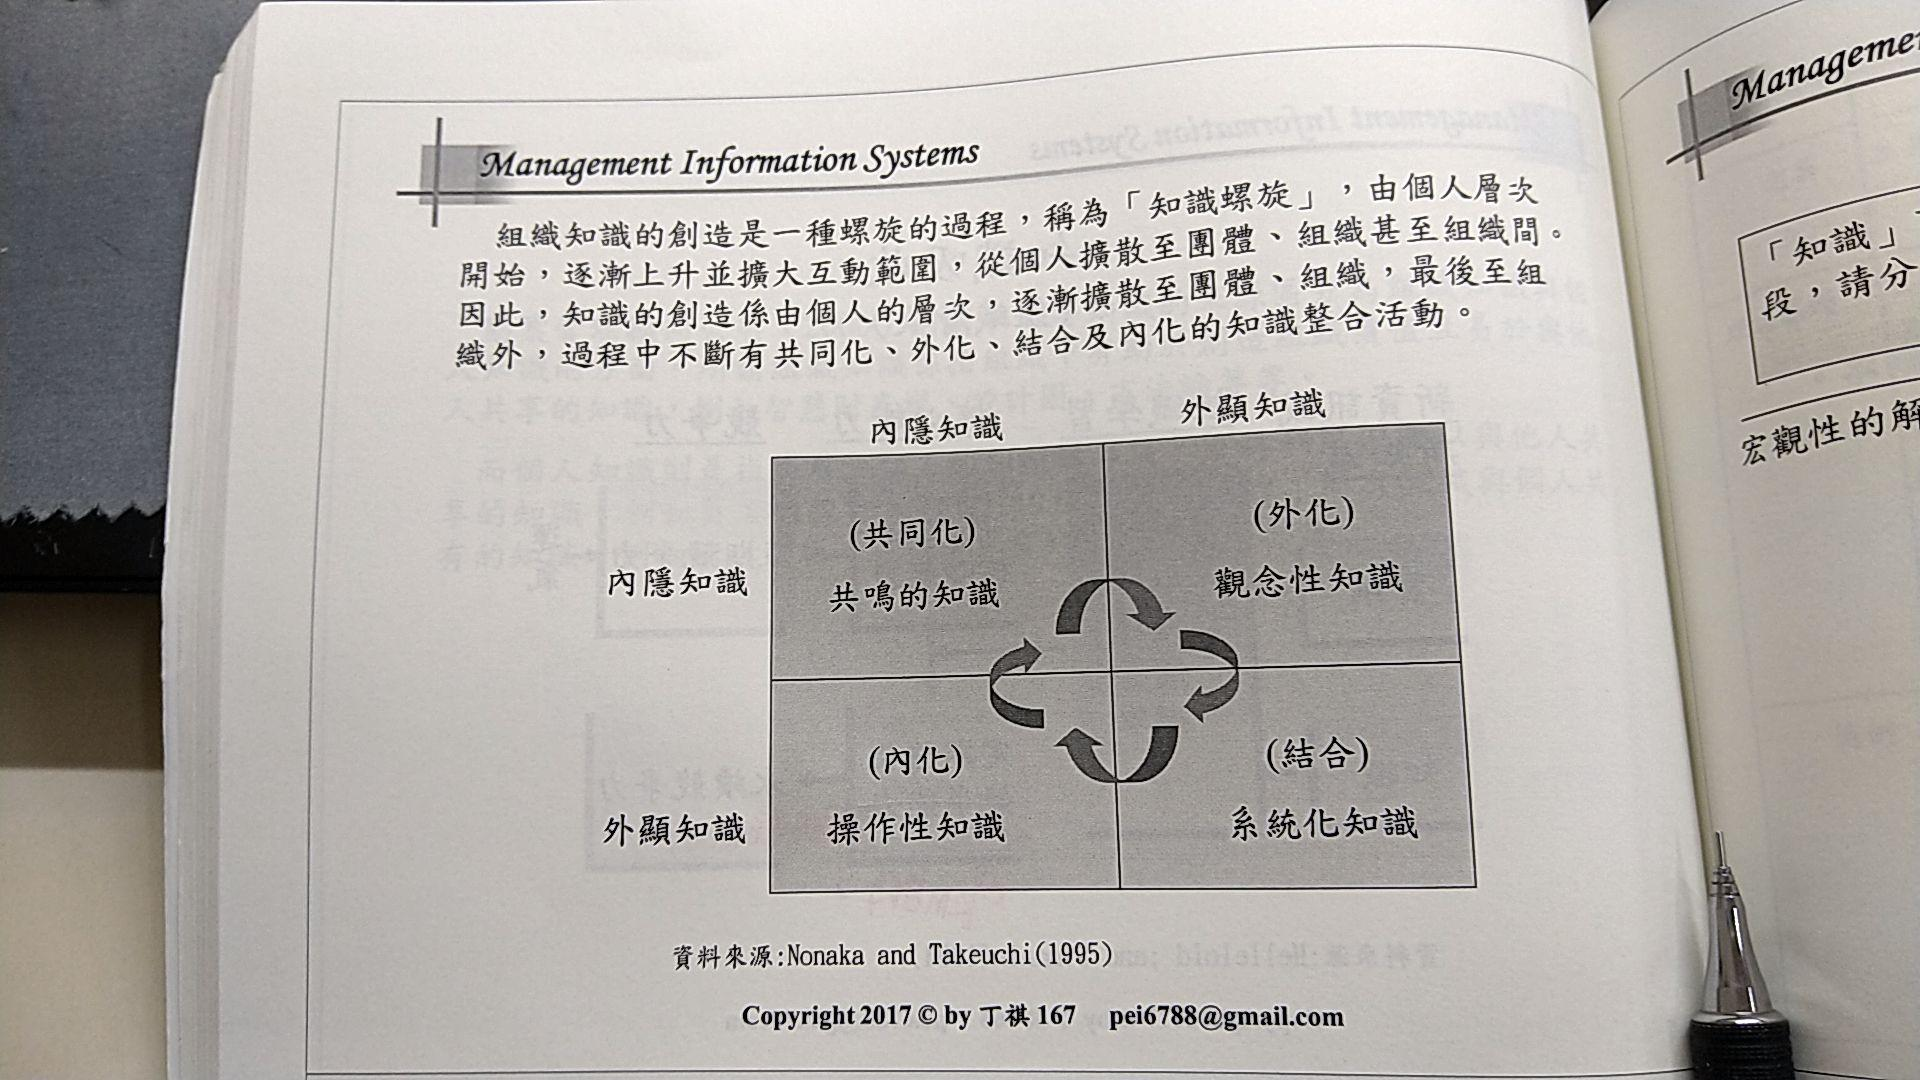 Management Information Systems
組織知識的創造是一種螺旋的過程，稱為「知識螺旋」，由個人層次
開始，逐漸上升並擴大互動範圍，從個人擴散至團體、組織甚至組織間。
因此，知識的創造係由個人的層次，逐漸擴散至團體、組織，最後至組
織外，過程中不斷有共同化、外化、結合及內化的知識整合活動。
內隱知識 外顯知識
(共同化) (外化)
內隱知識 共鳴的知識 觀念性知識
(內化) (結合)
外顯知識 操作性知識 系統化知識
資料來源:Nonaka and Takeuchi(1995)
Copyright 2017 © by 丁祺 167 pei6788@gmail.com
「知識」
段，請分
宏觀性的解